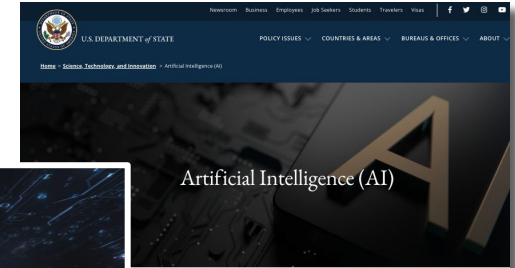 Newsroom Business Employees Job Seekers Students Travelers Visas
U.S. DEPARTMENT of STATE
POLICY ISSUES COUNTRIES & AREAS BUREAUS & OFFICES ABOUT
Home > Science, Technology, and Innovation > Artificial Intelligence (AI)
Artificial Intelligence (AI)
AI